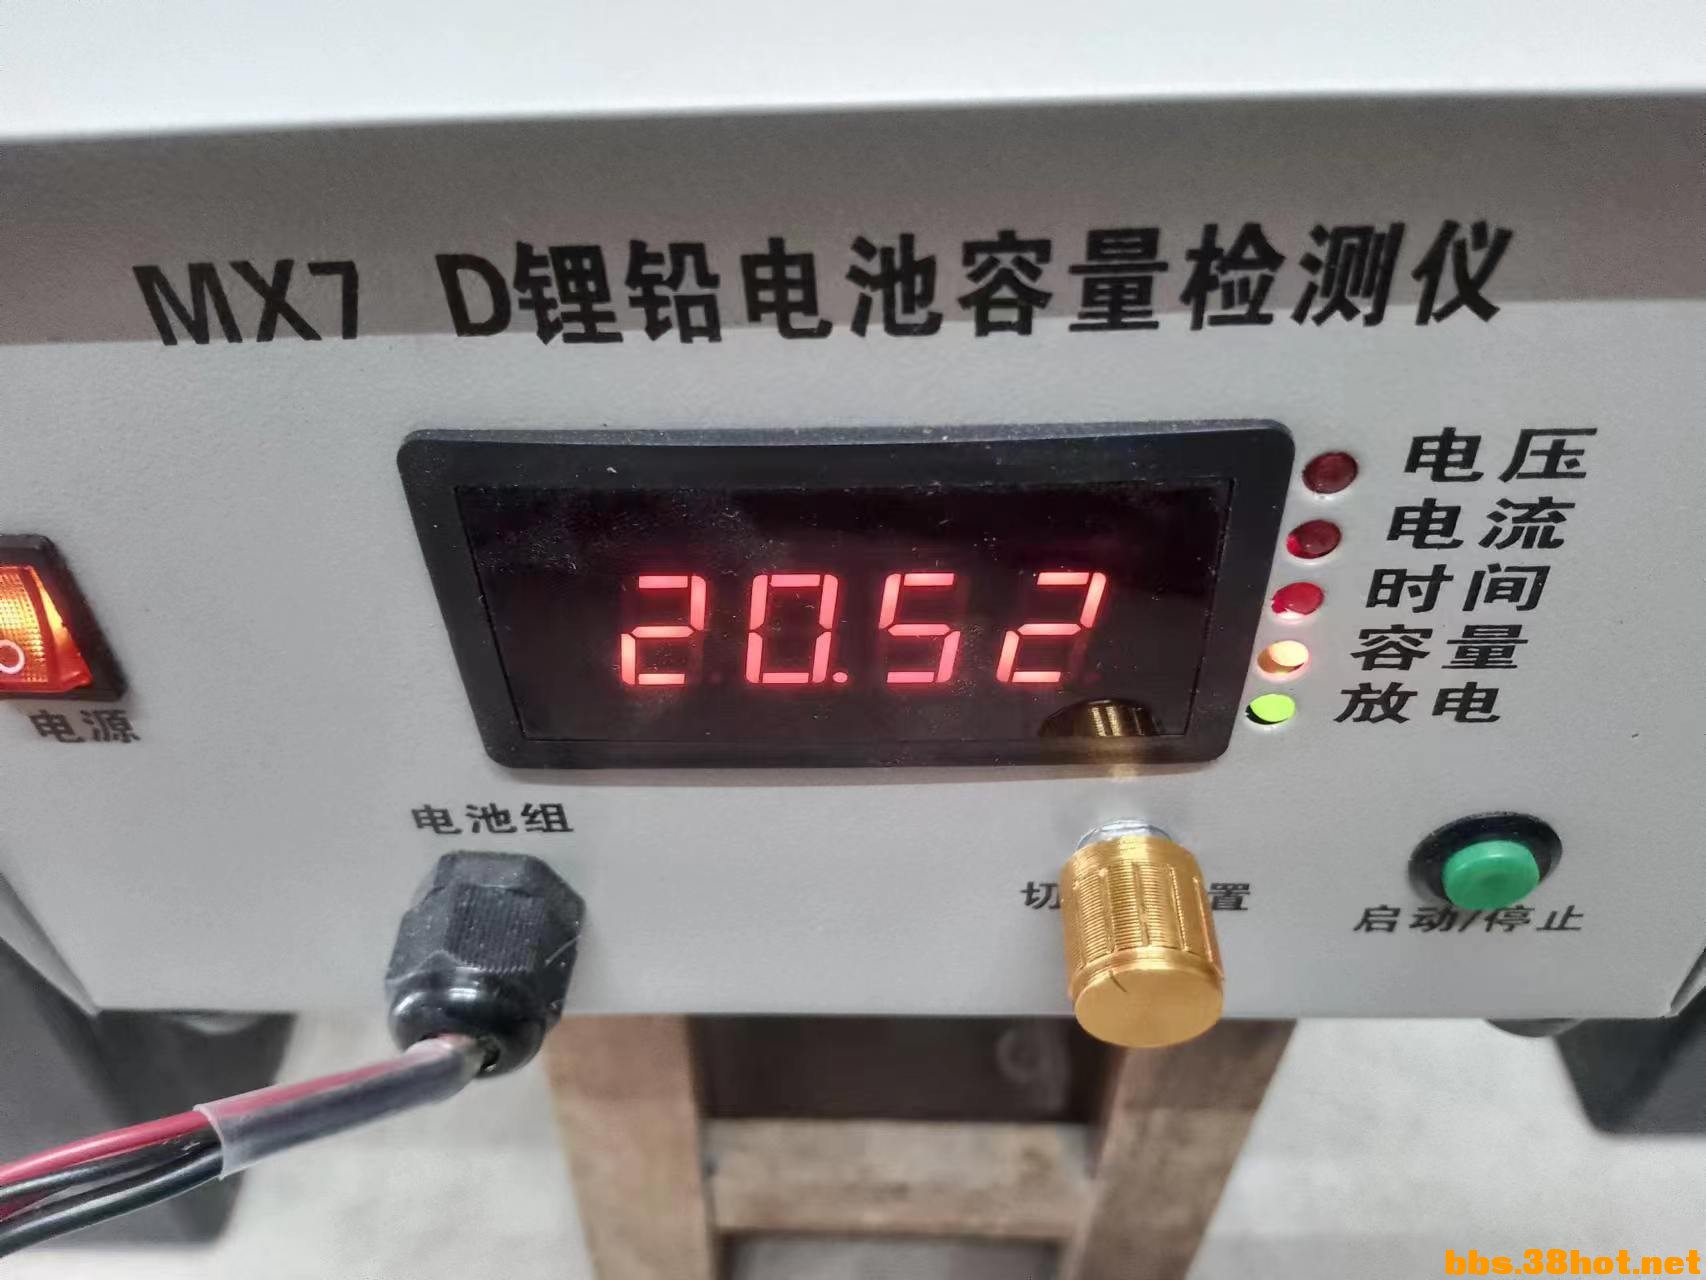 MX7 D锂铅电池容量检测仪
20.52
电压
电流
时间
容量
放电
电源
电池组
切 置
启动/停止
bbs.38hot.net